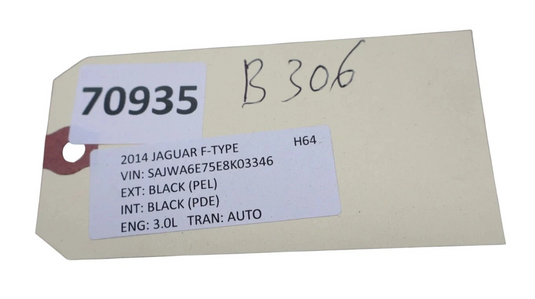 70935
B 306
2014 JAGUAR F-TYPE H64
VIN: SAJWA6E75E8K03346
EXT: BLACK (PEL)
INT: BLACK (PDE)
ENG: 3.0L TRAN: AUTO